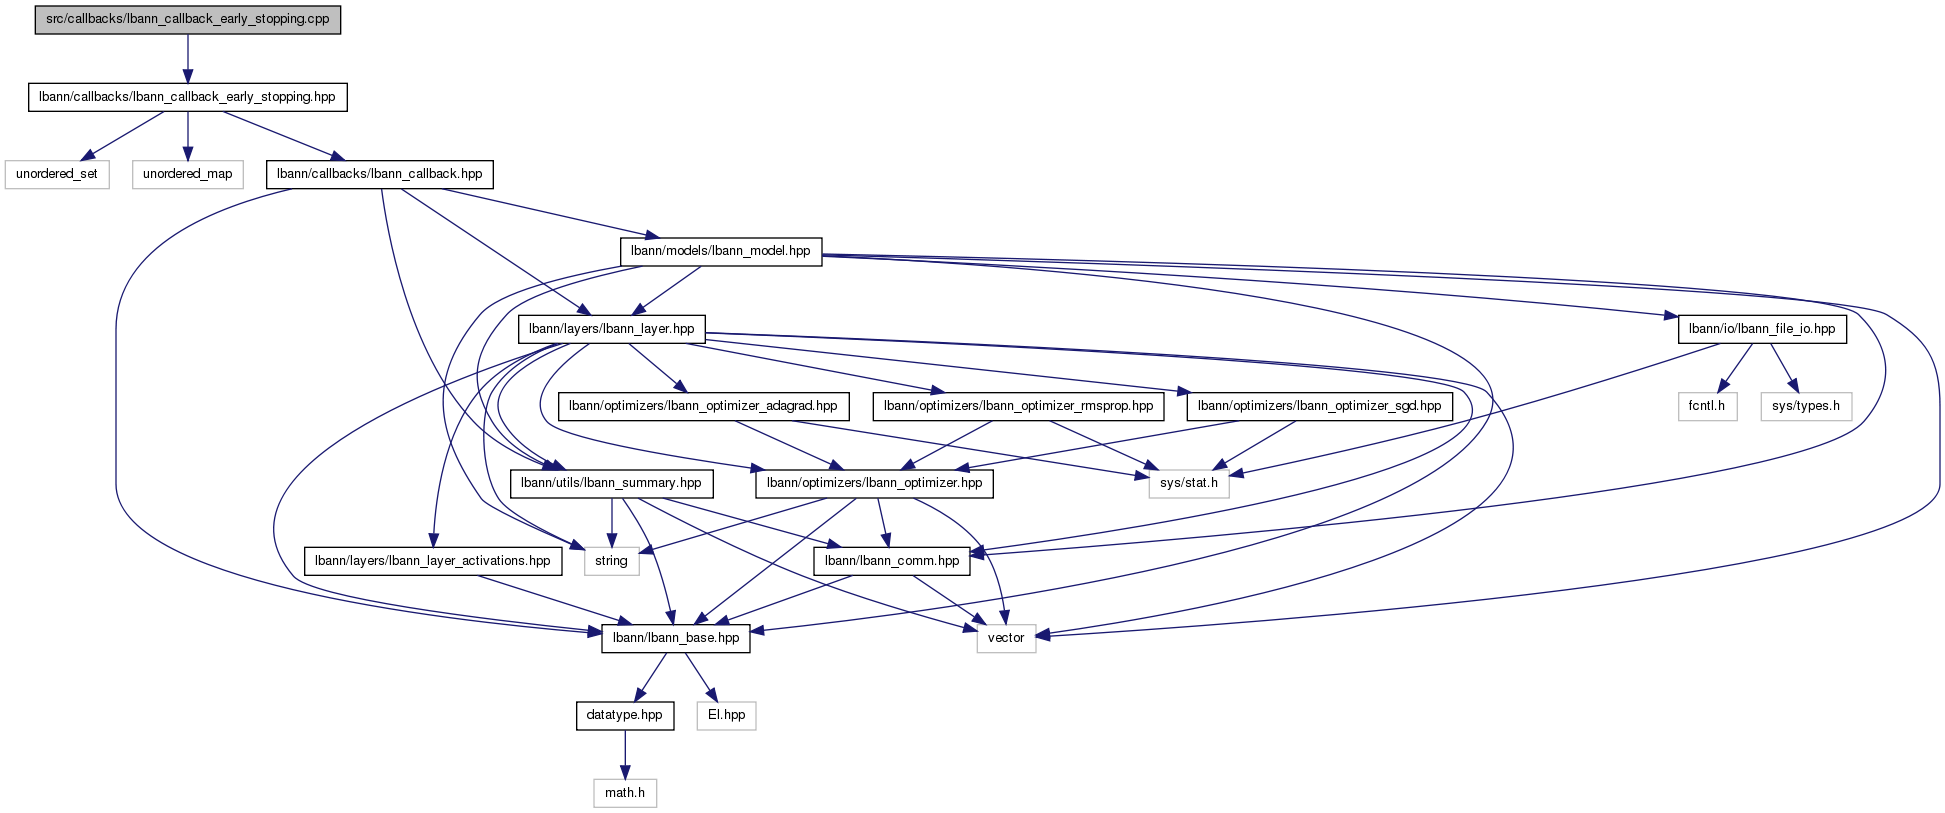 src/callbacks/lbann_callback_early_stopping.cpp
lbann/callbacks/lbann_callback_early_stopping.hpp
unordered_set
unordered_map
lbann/callbacks/lbann_callback.hpp
lbann/models/lbann_model.hpp
lbann/layers/lbann_layer.hpp
lbann/io/lbann_file_io.hpp
lbann/optimizers/lbann_optimizer_adagrad.hpp
lbann/optimizers/lbann_optimizer_rmsprop.hpp
lbann/optimizers/lbann_optimizer_sgd.hpp
fcntl.h
sys/types.h
lbann/utils/lbann_summary.hpp
lbann/optimizers/lbann_optimizer.hpp
sys/stat.h
lbann/layers/lbann_layer_activations.hpp
string
lbann/lbann_comm.hpp
lbann/lbann_base.hpp
vector
datatype.hpp
El.hpp
math.h